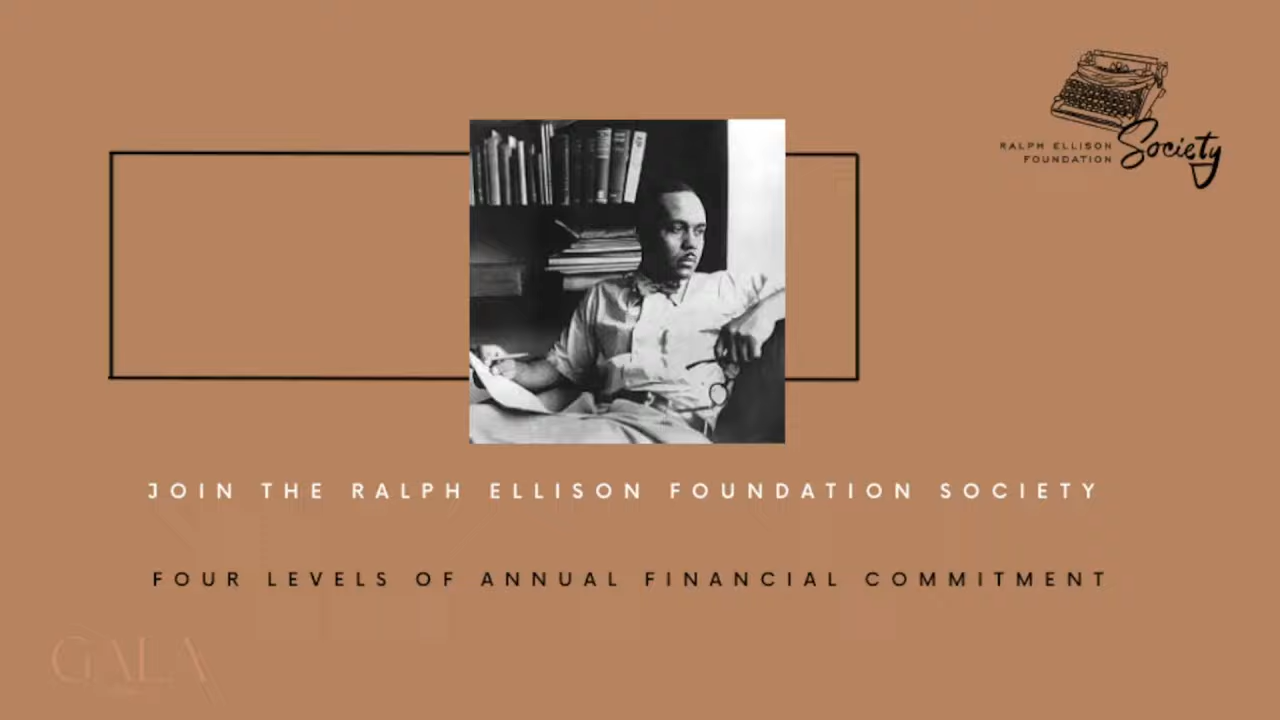 RALPH ELLISON
FOUNDATION
Society
JOIN THE RALPH ELLISON FOUNDATION SOCIETY
FOUR LEVELS OF ANNUAL FINANCIAL COMMITMENT
GALA